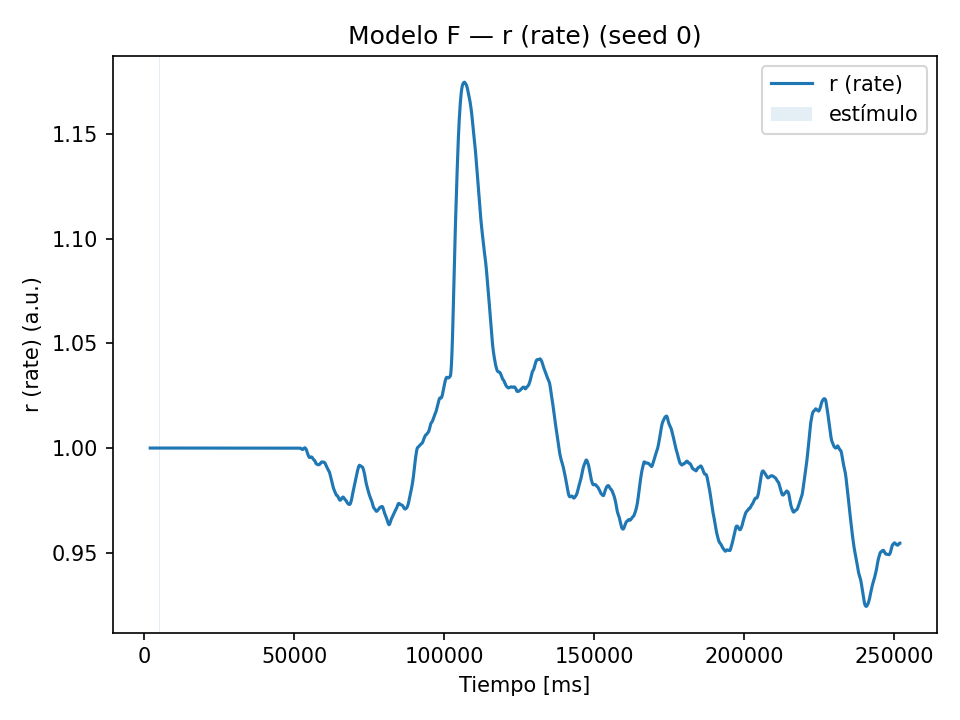 Modelo F — r (rate) (seed 0)
r (rate)
estímulo
1.15
1.10
1.05
1.00
0.95
r (rate) (a.u.)
0
50000
100000
150000
200000
250000
Tiempo [ms]